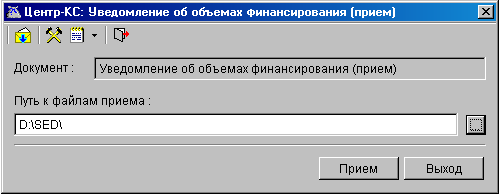 Центр-КС: Уведомление об объемах финансирования (прием)
Документ : Уведомление об объемах финансирования (прием)
Путь к файлам приема :
D:\SED\
...
Прием Выход